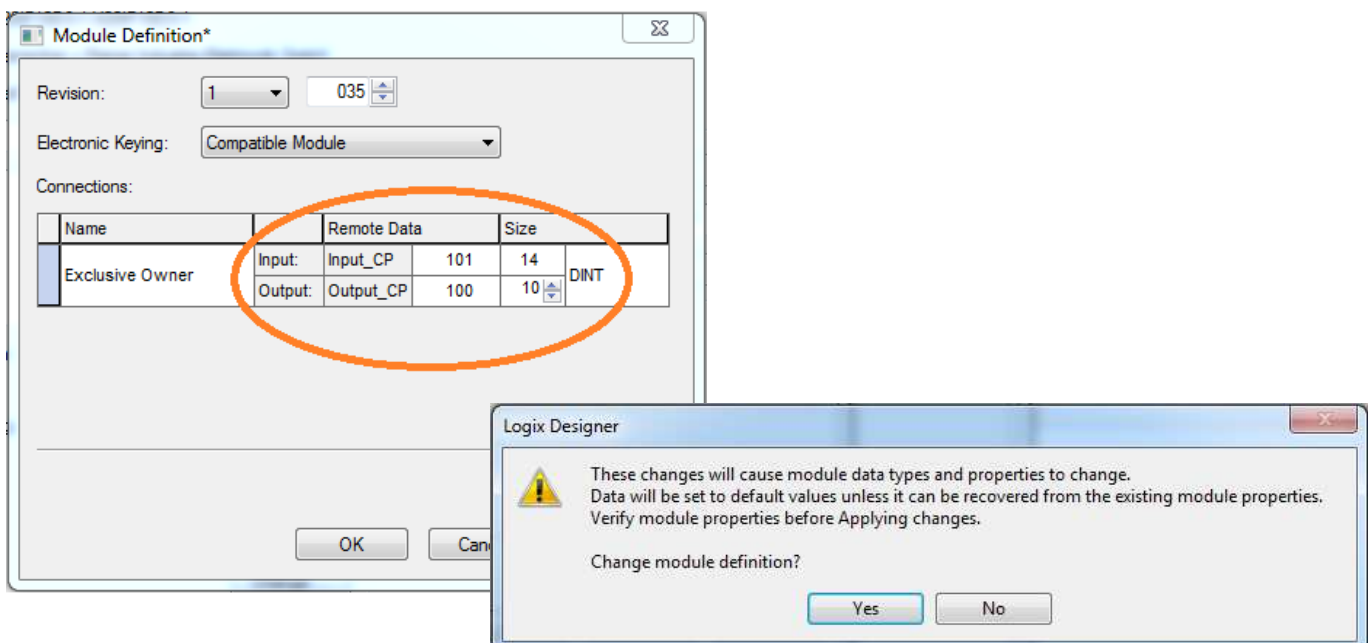 Module Definition*
Revision: 1 035
Electronic Keying: Compatible Module
Connections:
Name Remote Data Size
Exclusive Owner Input: Input_CP 101 14 DINT
Output: Output_CP 100 10
OK
Logix Designer
These changes will cause module data types and properties to change.
Data will be set to default values unless it can be recovered from the existing module properties.
Verify module properties before Applying changes.
Change module definition?
Yes No